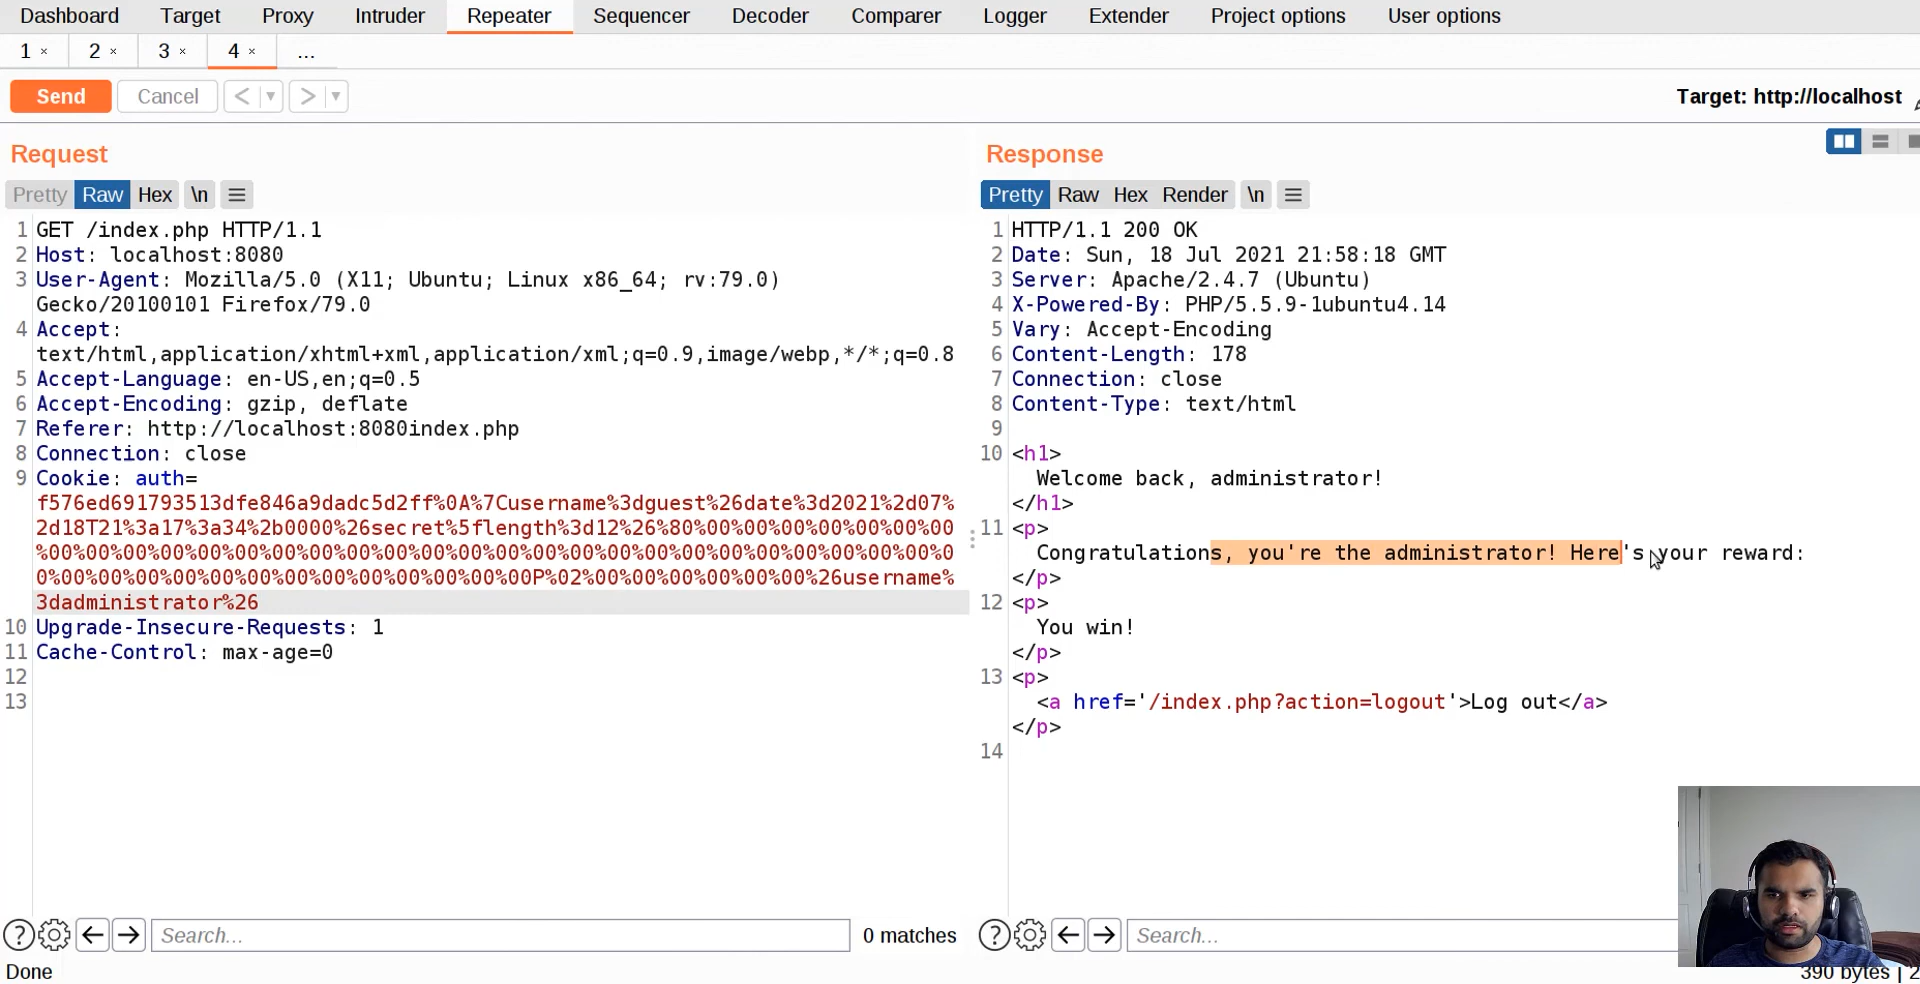 Dashboard Target Proxy Intruder Repeater Sequencer Decoder Comparer Logger Extender Project options User options
1 × 2 × 3 × 4 × ...
Send Cancel < ▾ > ▾
Target: http://localhost
Request
Pretty Raw Hex \n
1 GET /index.php HTTP/1.1
2 Host: localhost:8080
3 User-Agent: Mozilla/5.0 (X11; Ubuntu; Linux x86_64; rv:79.0)
Gecko/20100101 Firefox/79.0
4 Accept:
text/html,application/xhtml+xml,application/xml;q=0.9,image/webp,*/*;q=0.8
5 Accept-Language: en-US,en;q=0.5
6 Accept-Encoding: gzip, deflate
7 Referer: http://localhost:8080index.php
8 Connection: close
9 Cookie: auth=
f576ed691793513dfe846a9dadc5d2ff%0A%7Cusername%3dguest%26date%3d2021%2d07%
2d18T21%3a17%3a34%2b0000%26secret%5flength%3d12%26%80%00%00%00%00%00%00%00
%00%00%00%00%00%00%00%00%00%00%00%00%00%00%00%00%00%00%00%00%00%00%00%00%0
0%00%00%00%00%00%00%00%00%00%00%00%00P%02%00%00%00%00%00%00%26username%
3dadministrator%26
10 Upgrade-Insecure-Requests: 1
11 Cache-Control: max-age=0
12
13
Search...
0 matches
Done
Response
Pretty Raw Hex Render \n
1 HTTP/1.1 200 OK
2 Date: Sun, 18 Jul 2021 21:58:18 GMT
3 Server: Apache/2.4.7 (Ubuntu)
4 X-Powered-By: PHP/5.5.9-1ubuntu4.14
5 Vary: Accept-Encoding
6 Content-Length: 178
7 Connection: close
8 Content-Type: text/html
9
10 <h1>
Welcome back, administrator!
</h1>
11 <p>
Congratulations, you're the administrator! Here's your reward:
</p>
12 <p>
You win!
</p>
13 <p>
<a href='/index.php?action=logout'>Log out</a>
</p>
14
Search...
390 bytes | 2